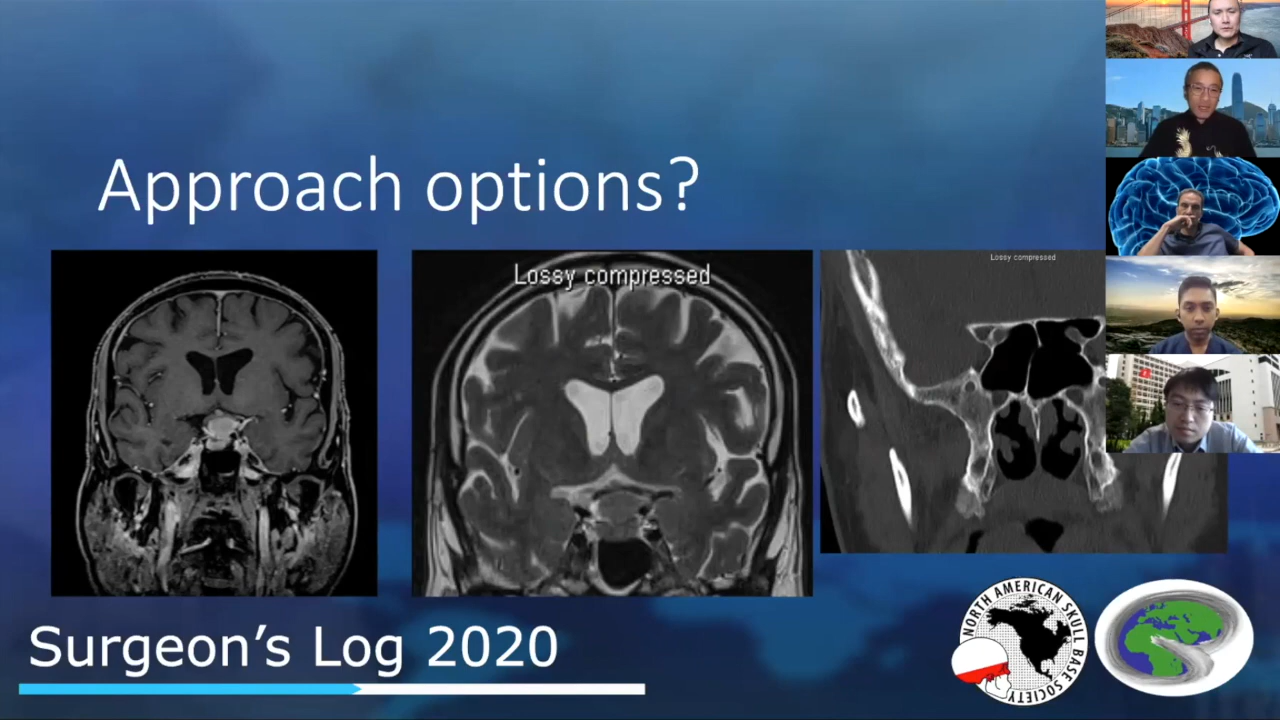 Approach options?
Lossy compressed
Lossy compressed
Surgeon's Log 2020
NORTH AMERICAN SKULL BASE SOCIETY